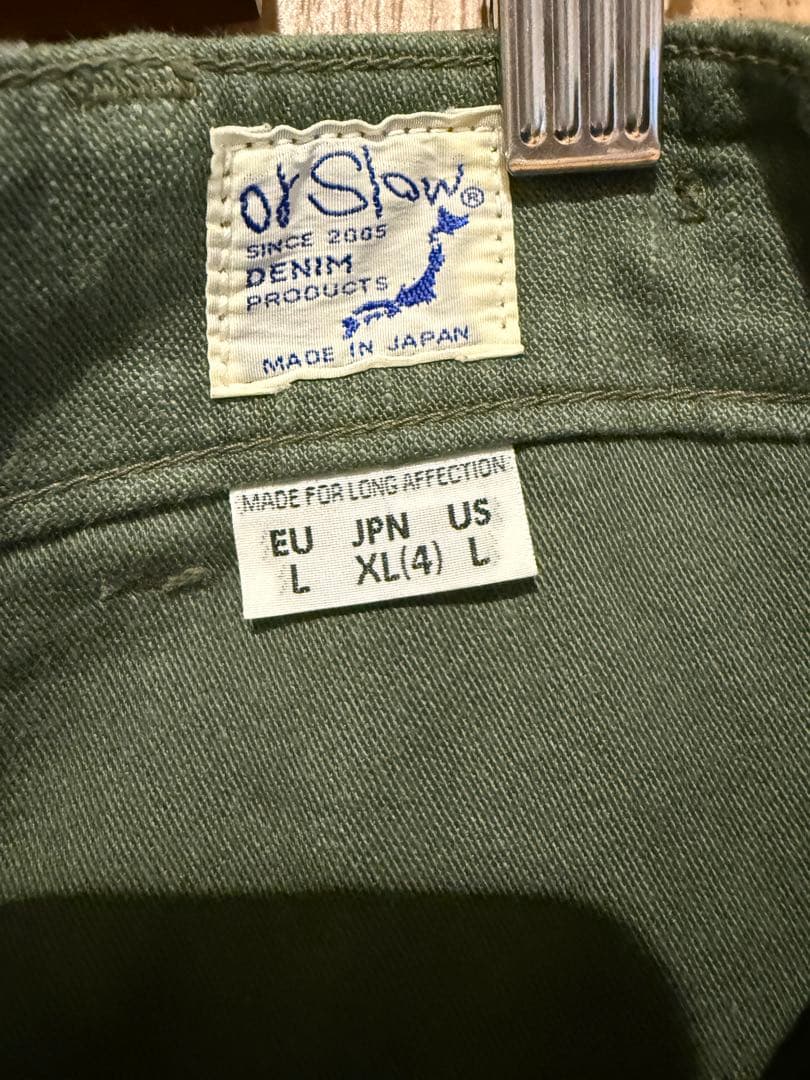 orSlow®
SINCE 2005
DENIM
PRODUCTS
MADE IN JAPAN
MADE FOR LONG AFFECTION
EU JPN US
L XL(4) L